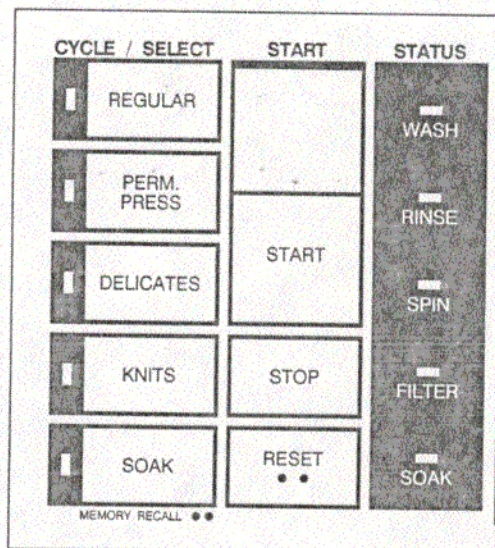 CYCLE / SELECT
START
STATUS
REGULAR
PERM.
PRESS
DELICATES
KNITS
SOAK
MEMORY RECALL ●●
START
STOP
RESET
● ●
WASH
RINSE
SPIN
FILTER
SOAK